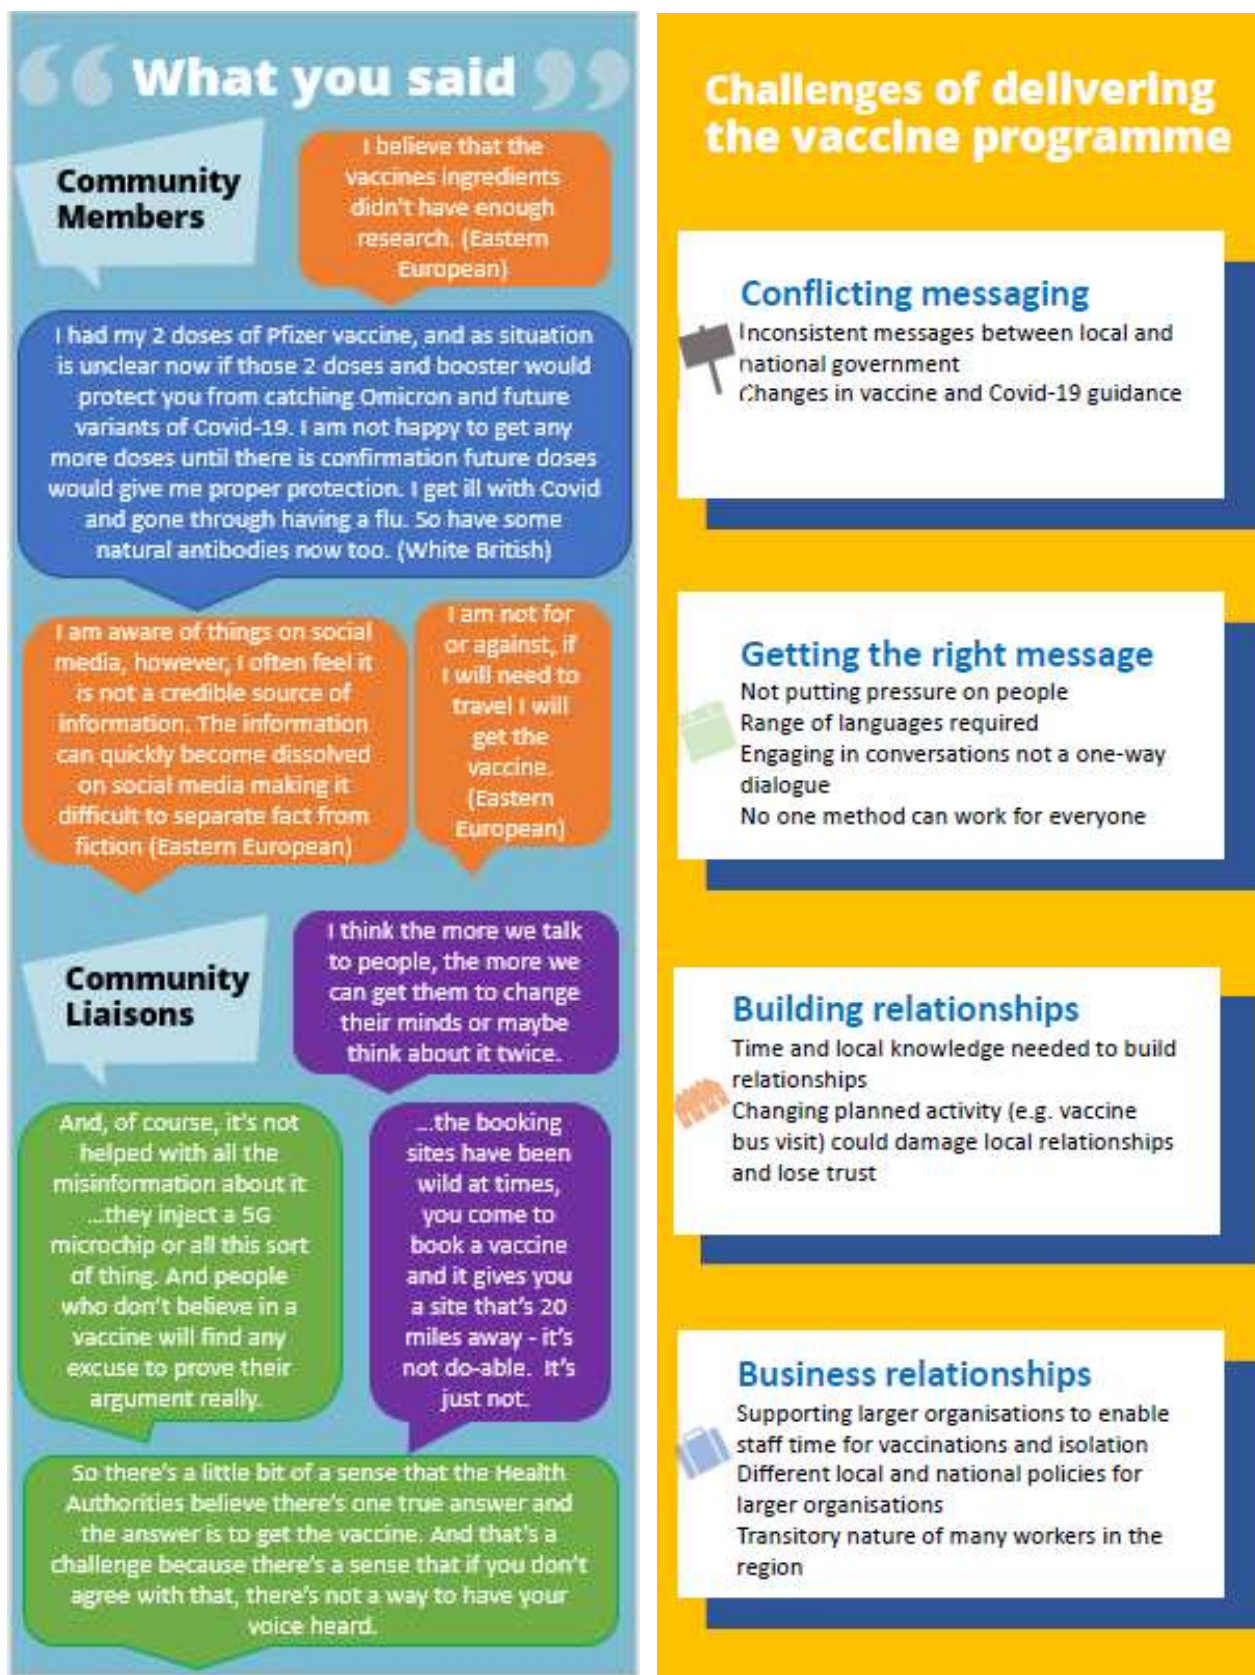 What you said
Community
Members
I believe that the
vaccines ingredients
didn't have enough
research. (Eastern
European)
I had my 2 doses of Pfizer vaccine, and as situation
is unclear now if those 2 doses and booster would
protect you from catching Omicron and future
variants of Covid-19. I am not happy to get any
more doses until there is confirmation future doses
would give me proper protection. I get ill with Covid
and gone through having a flu. So have some
natural antibodies now too. (White British)
I am aware of things on social
media, however, I often feel it
is not a credible source of
information. The information
can quickly become dissolved
on social media making it
difficult to separate fact from
fiction (Eastern European)
I am not for
or against, if
I will need to
travel I will
get the
vaccine.
(Eastern
European)
Community
Liaisons
I think the more we talk
to people, the more we
can get them to change
their minds or maybe
think about it twice.
And, of course, it's not
helped with all the
misinformation about it
...they inject a 5G
microchip or all this sort
of thing. And people
who don't believe in a
vaccine will find any
excuse to prove their
argument really.
...the booking
sites have been
wild at times,
you come to
book a vaccine
and it gives you
a site that's 20
miles away - it's
not do-able. It's
just not.
So there's a little bit of a sense that the Health
Authorities believe there's one true answer and
the answer is to get the vaccine. And that's a
challenge because there's a sense that if you don't
agree with that, there's not a way to have your
voice heard.
Challenges of delivering
the vaccine programme
Conflicting messaging
Inconsistent messages between local and
national government
Changes in vaccine and Covid-19 guidance
Getting the right message
Not putting pressure on people
Range of languages required
Engaging in conversations not a one-way
dialogue
No one method can work for everyone
Building relationships
Time and local knowledge needed to build
relationships
Changing planned activity (e.g. vaccine
bus visit) could damage local relationships
and lose trust
Business relationships
Supporting larger organisations to enable
staff time for vaccinations and isolation
Different local and national policies for
larger organisations
Transitory nature of many workers in the
region